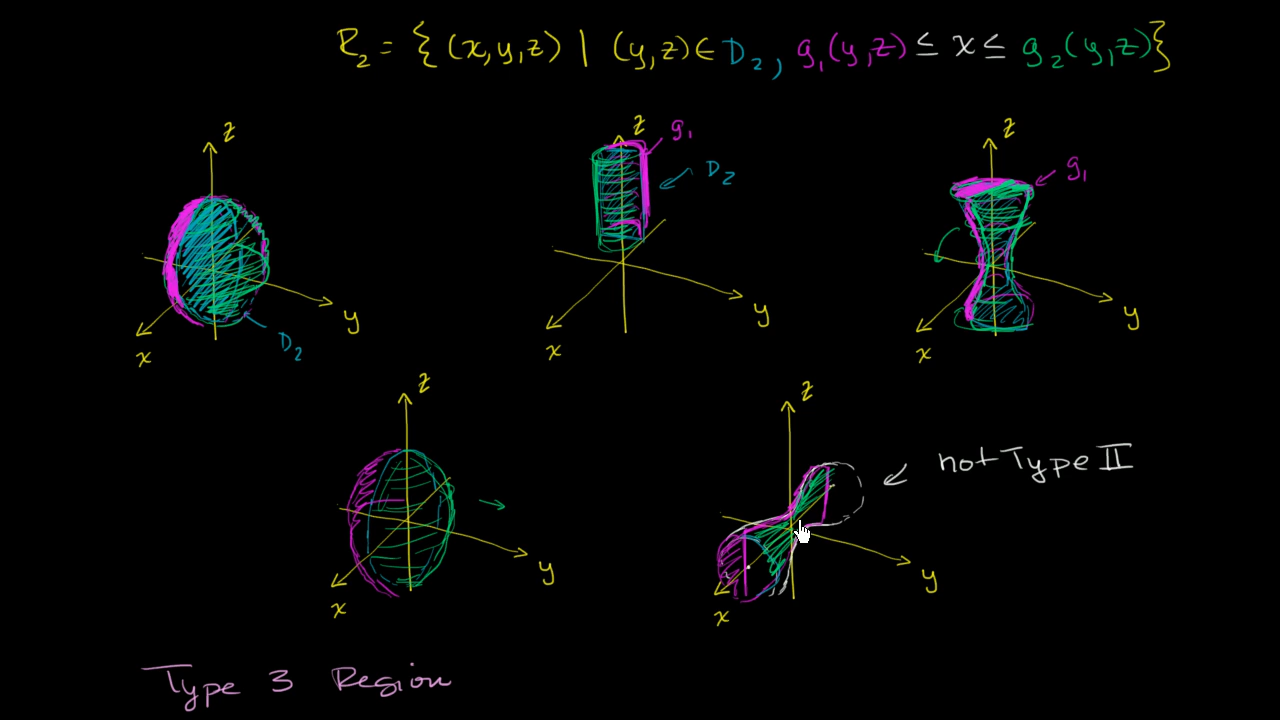 R₂ = {(x,y,z) | (y,z)∈D₂, g₁(y,z) ≤ x ≤ g₂(y,z)}
z
x
y
D₂
z
g₁
D₂
x
y
z
g₁
x
y
z
x
y
z
not Type II
x
y
Type 3 Region